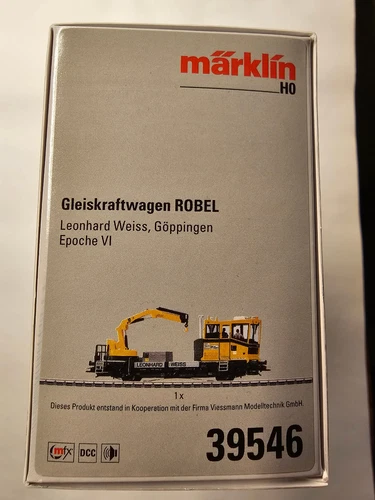 märklin
H0
Gleiskraftwagen ROBEL
Leonhard Weiss, Göppingen
Epoche VI
LEONHARD WEISS
1 x
Dieses Produkt entstand in Kooperation mit der Firma Viessmann Modelltechnik GmbH.
mfx DCC
39546